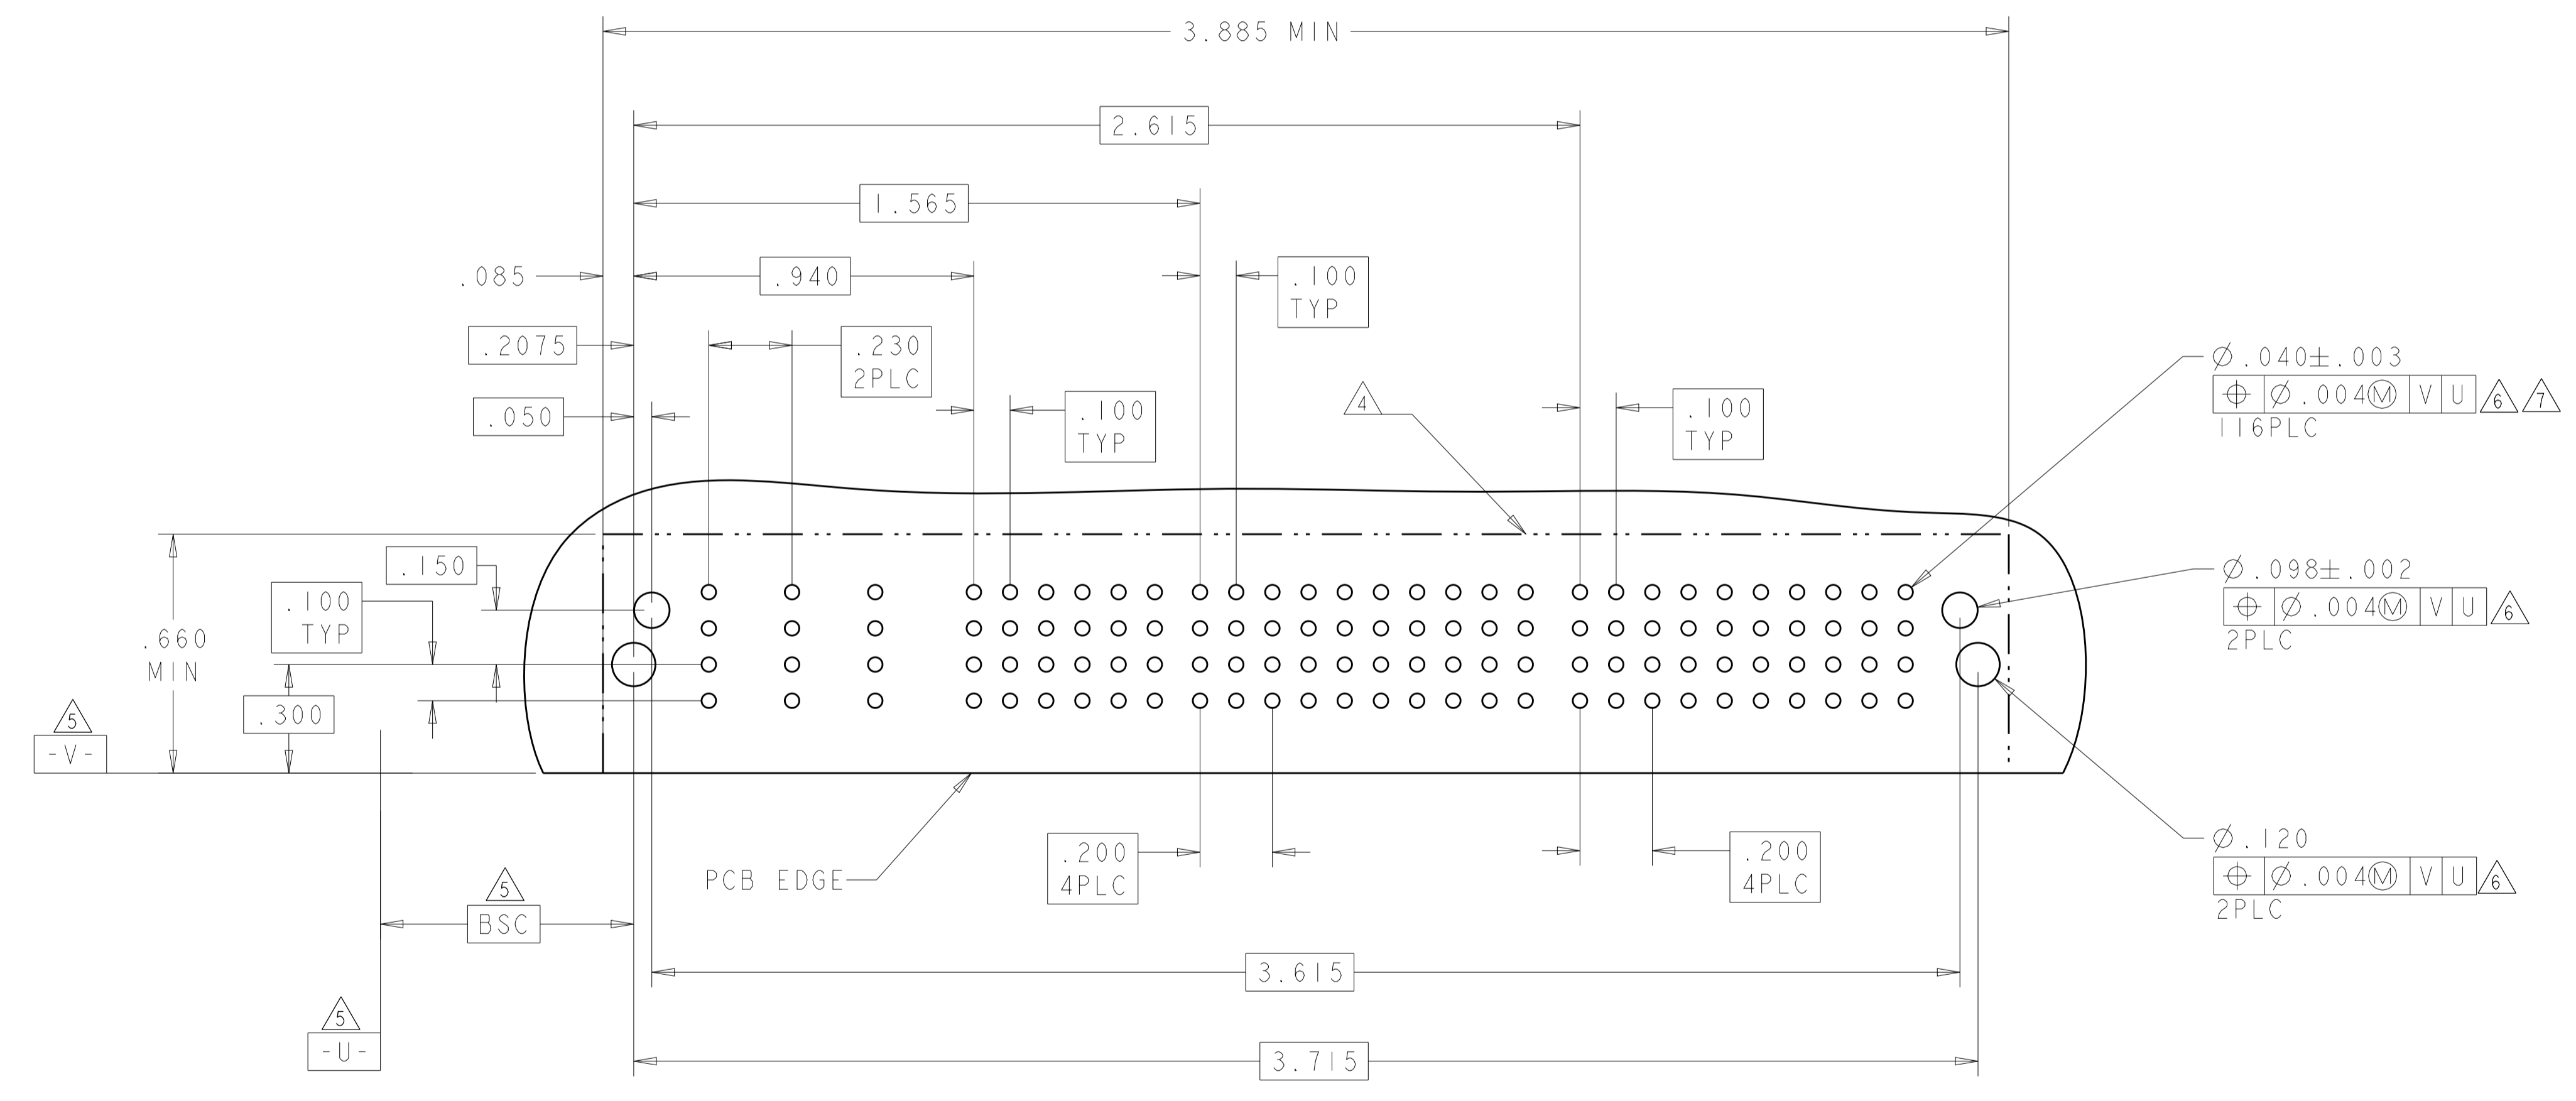 3.885 MIN
2.615
1.565
.085
.940
.100
TYP
.2075
.230
2PLC
.050
.100
TYP
4
.100
TYP
Ø.040±.003
⌖ Ø.004Ⓜ V U 6 7
116PLC
.150
.100
TYP
.660
MIN
.300
5
-V-
Ø.098±.002
⌖ Ø.004Ⓜ V U 6
2PLC
PCB EDGE
.200
4PLC
.200
4PLC
Ø.120
⌖ Ø.004Ⓜ V U 6
2PLC
5
BSC
3.615
5
-U-
3.715